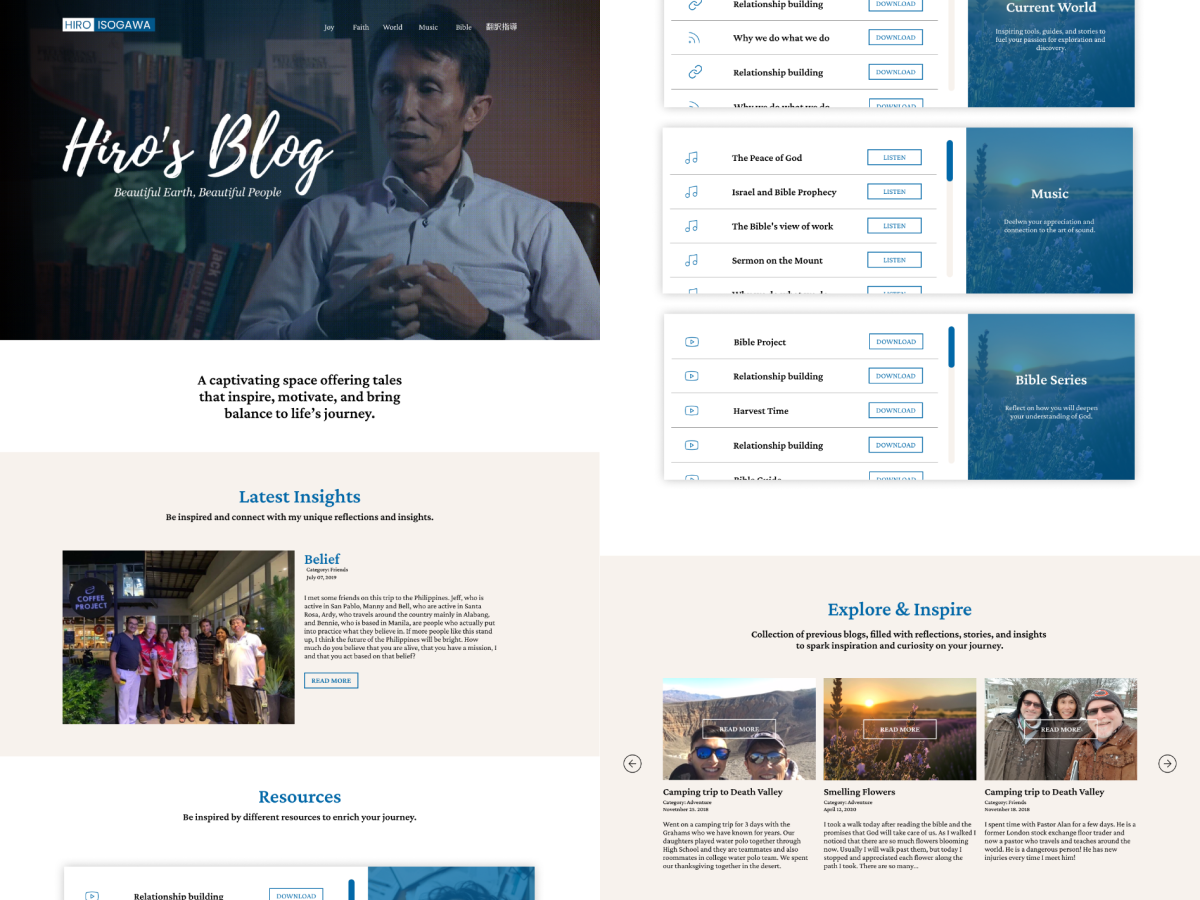 HIRO ISOGAWA
Joy Faith World Music Bible 翻訳指導
Hiro's Blog
Beautiful Earth, Beautiful People
A captivating space offering tales
that inspire, motivate, and bring
balance to life's journey.
Latest Insights
Be inspired and connect with my unique reflections and insights.
COFFEE
PROJECT
Belief
Category: Friends
July 07, 2019
I met some friends on this trip to the Philippines. Jeff, who is
active in San Pablo, Manny and Bell, who are active in Santa
Rosa, Ardy, who travels around the country mainly in Alabang,
and Bennie, who is based in Manila, are people who actually put
into practice what they believe in. If more people like this stand
up, I think the future of the Philippines will be bright. How
much do you believe that you are alive, that you have a mission, I
and that you act based on that belief?
READ MORE
Resources
Be inspired by different resources to enrich your journey.
Relationship building DOWNLOAD
Relationship building DOWNLOAD
Why we do what we do DOWNLOAD
Relationship building DOWNLOAD
Why we do what we do DOWNLOAD
Current World
Inspiring tools, guides, and stories to
fuel your passion for exploration and
discovery.
The Peace of God LISTEN
Israel and Bible Prophecy LISTEN
The Bible's view of work LISTEN
Sermon on the Mount LISTEN
LISTEN
Music
Deelwn your appreciation and
connection to the art of sound.
Bible Project DOWNLOAD
Relationship building DOWNLOAD
Harvest Time DOWNLOAD
Relationship building DOWNLOAD
Bible Guide DOWNLOAD
Bible Series
Reflect on how you will deepen
your understanding of God.
Explore & Inspire
Collection of previous blogs, filled with reflections, stories, and insights
to spark inspiration and curiosity on your journey.
READ MORE
Camping trip to Death Valley
Category: Adventure
November 23. 2018
Went on a camping trip for 3 days with the
Grahams who we have known for years. Our
daughters played water polo together through
High School and they are teammates and also
roommates in college water polo team. We spent
our thanksgiving together in the desert.
READ MORE
Smelling Flowers
Category: Adventure
April 12, 2020
I took a walk today after reading the bible and the
promises that God will take care of us. As I walked I
noticed that there are so much flowers blooming
now. Usually I will walk past them, but today I
stopped and appreciated each flower along the
path I took. There are so many...
READ MORE
Camping trip to Death Valley
Category: Friends
November 18. 2018
I spent time with Pastor Alan for a few days. He is a
former London stock exchange floor trader and
now a pastor who travels and teaches around the
world. He is a dangerous person! He has new
injuries every time I meet him!